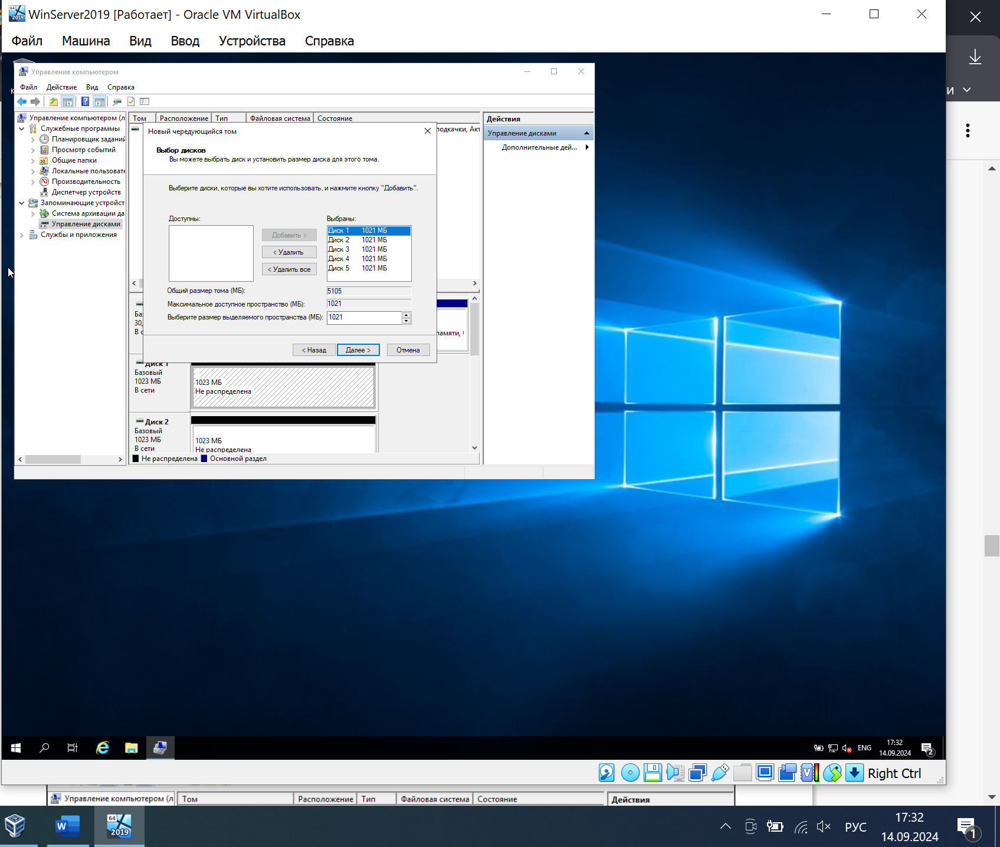 WinServer2019 [Работает] - Oracle VM VirtualBox
Файл Машина Вид Ввод Устройства Справка
Управление компьютером
Файл Действие Вид Справка
Управление компьютером (л
Служебные программы
Планировщик заданий
Просмотр событий
Общие папки
Локальные пользовате
Производительность
Диспетчер устройств
Запоминающие устройст
Система архивации да
Управление дисками
Службы и приложения
Том Расположение Тип Файловая система Состояние
подкачки, Акт
Новый чередующийся том
Выбор дисков
Вы можете выбрать диск и установить размер диска для этого тома.
Выберите диски, которые вы хотите использовать, и нажмите кнопку "Добавить".
Доступны:
Добавить >
< Удалить
< Удалить все
Выбраны:
Диск 1 1021 МБ
Диск 2 1021 МБ
Диск 3 1021 МБ
Диск 4 1021 МБ
Диск 5 1021 МБ
Общий размер тома (МБ): 5105
Максимальное доступное пространство (МБ): 1021
Выберите размер выделяемого пространства (МБ): 1021
< Назад Далее > Отмена
Ба
30,
В с
памяти,
Диск 1
Базовый
1023 МБ
В сети
1023 МБ
Не распределена
Диск 2
Базовый
1023 МБ
В сети
1023 МБ
Не распределена
Не распределена Основной раздел
Действия
Управление дисками
Дополнительные дей...
и
ENG
17:32
14.09.2024
2
Right Ctrl
Управление компьютером (л Том Расположение Тип Файловая система Состояние Действия
64
2019
РУС
17:32
14.09.2024
1